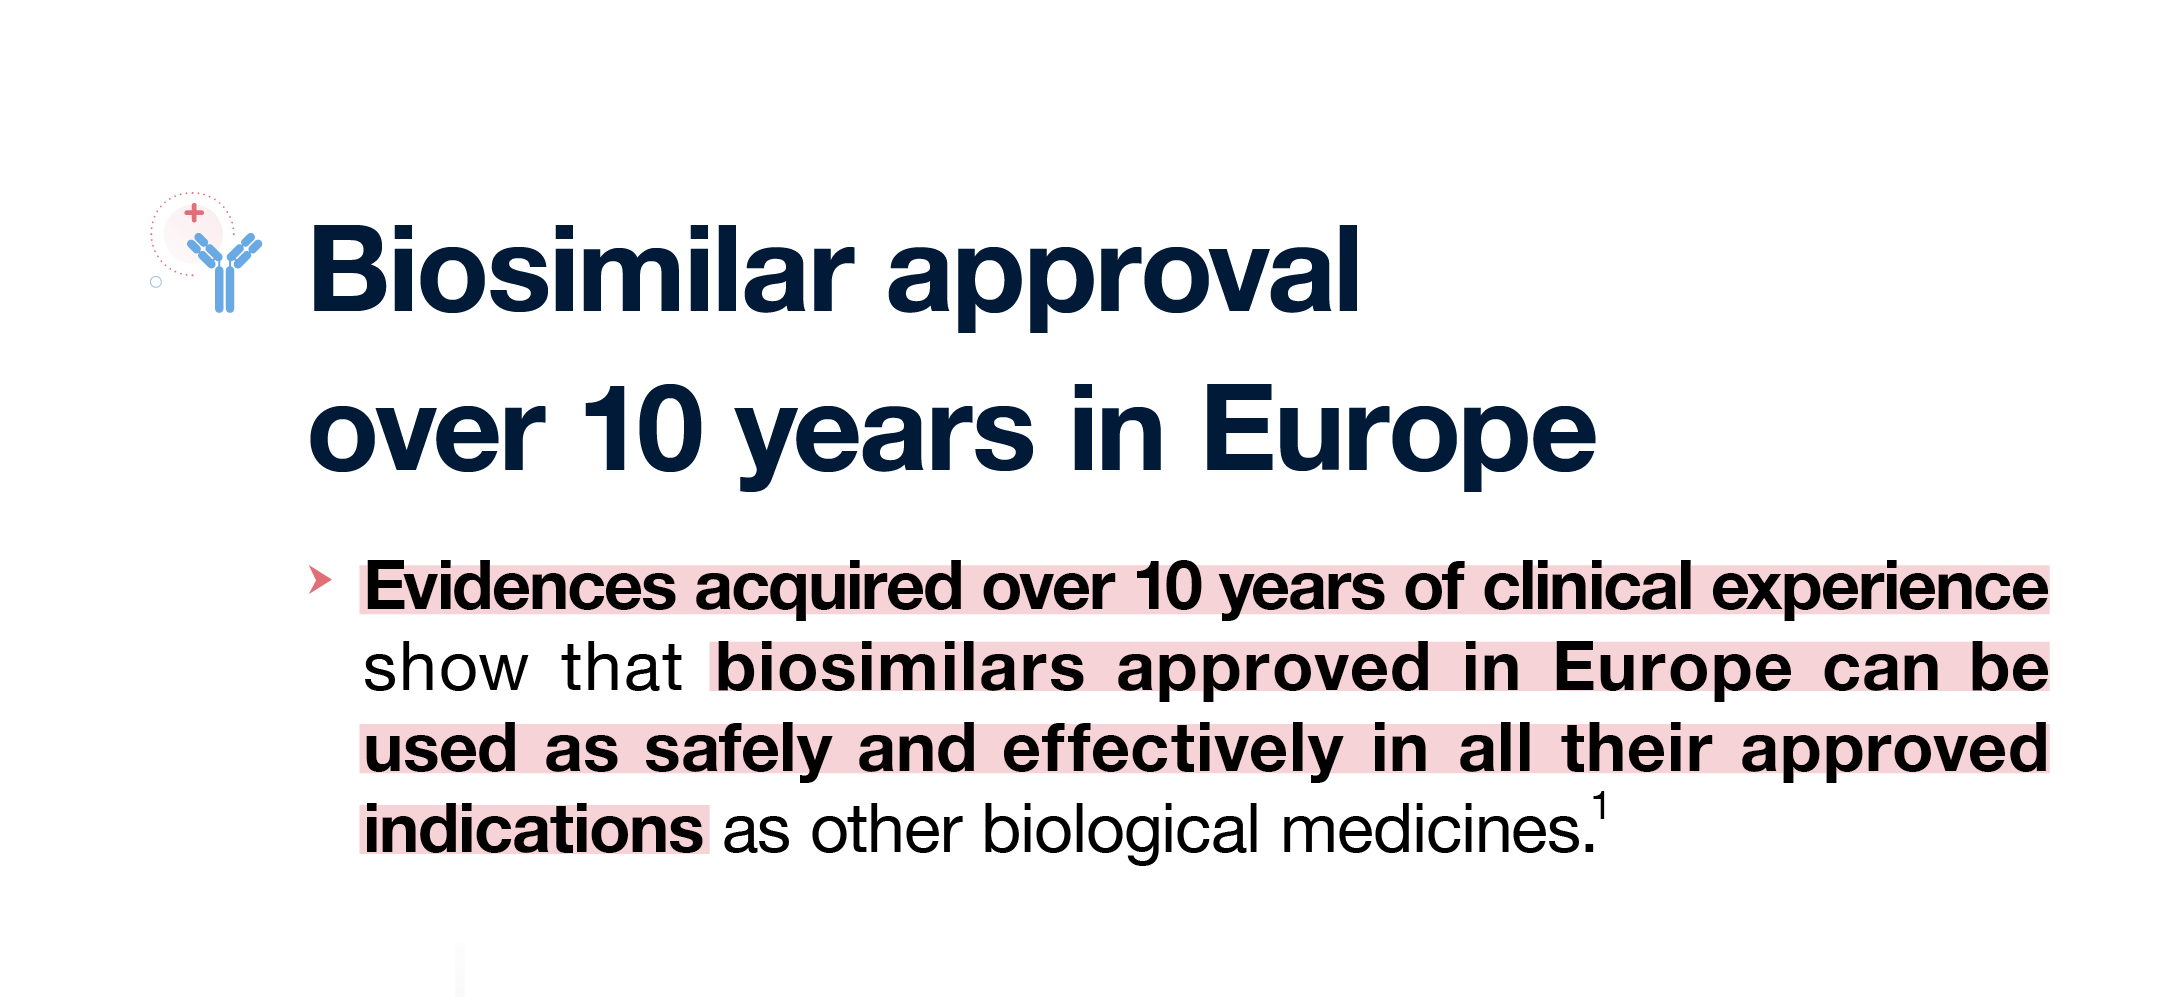 Biosimilar approval
over 10 years in Europe
Evidences acquired over 10 years of clinical experience
show that biosimilars approved in Europe can be
used as safely and effectively in all their approved
indications as other biological medicines.¹